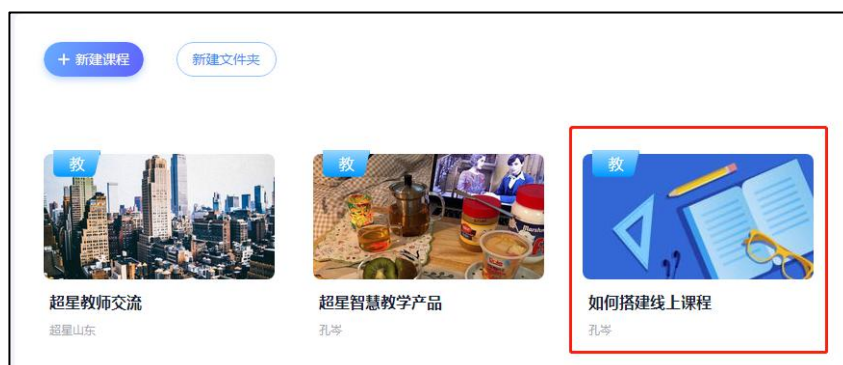 + 新建课程
新建文件夹
教
教
教
超星教师交流
超星智慧教学产品
如何搭建线上课程
超星山东
孔岑
孔岑